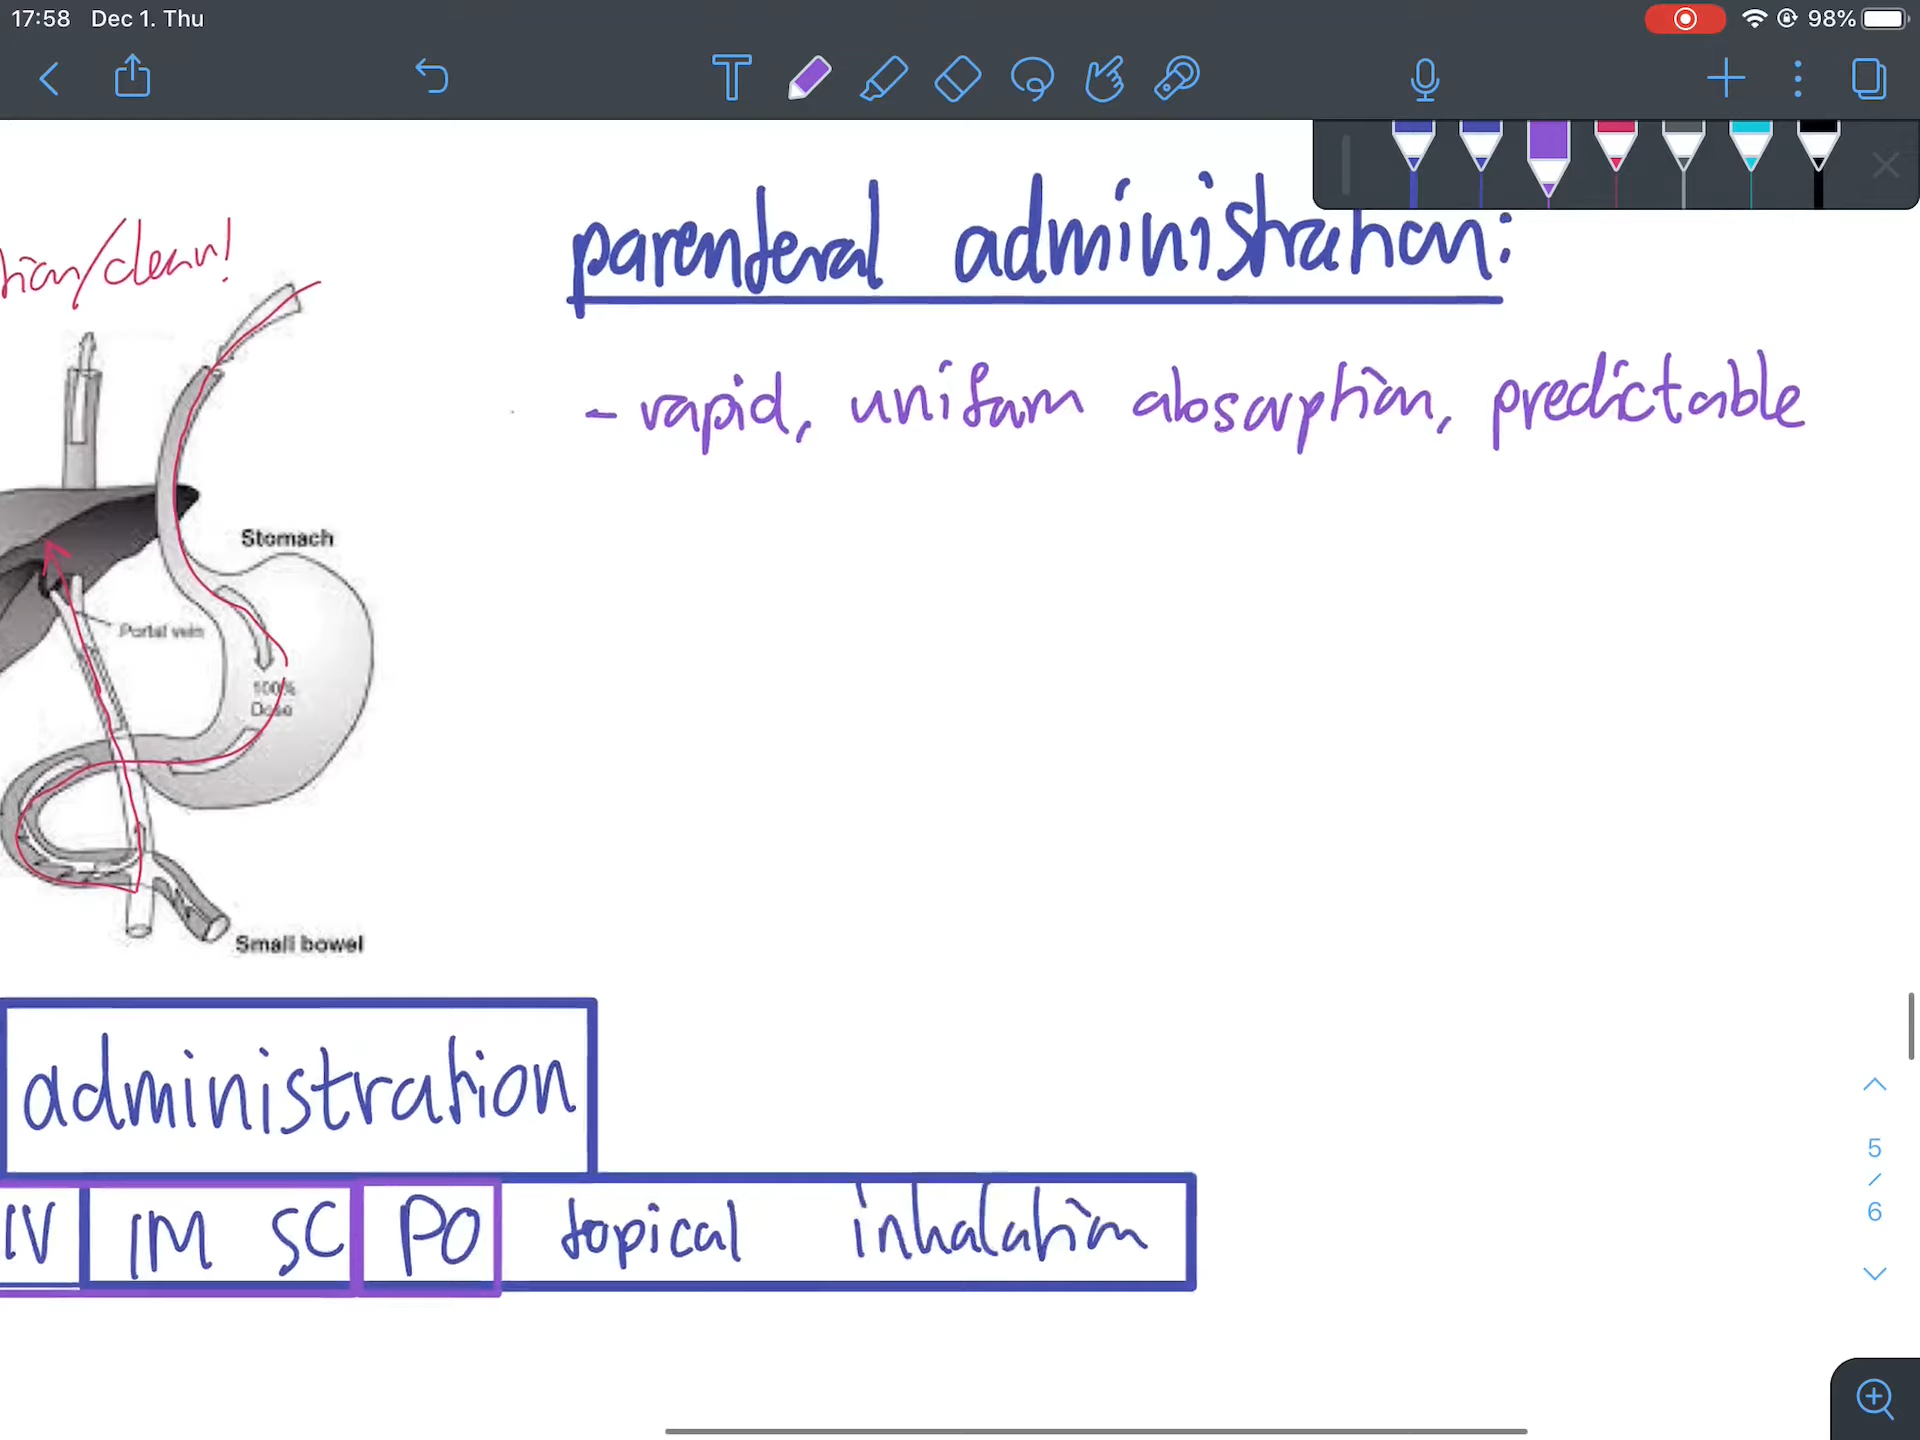 17:58 Dec 1. Thu
98%
parenteral administration:
tion/clean!
- rapid, uniform absorption, predictable
Stomach
Portal vein
100%
Dose
Small bowel
administration
IV IM SC PO topical inhalation
5
/
6